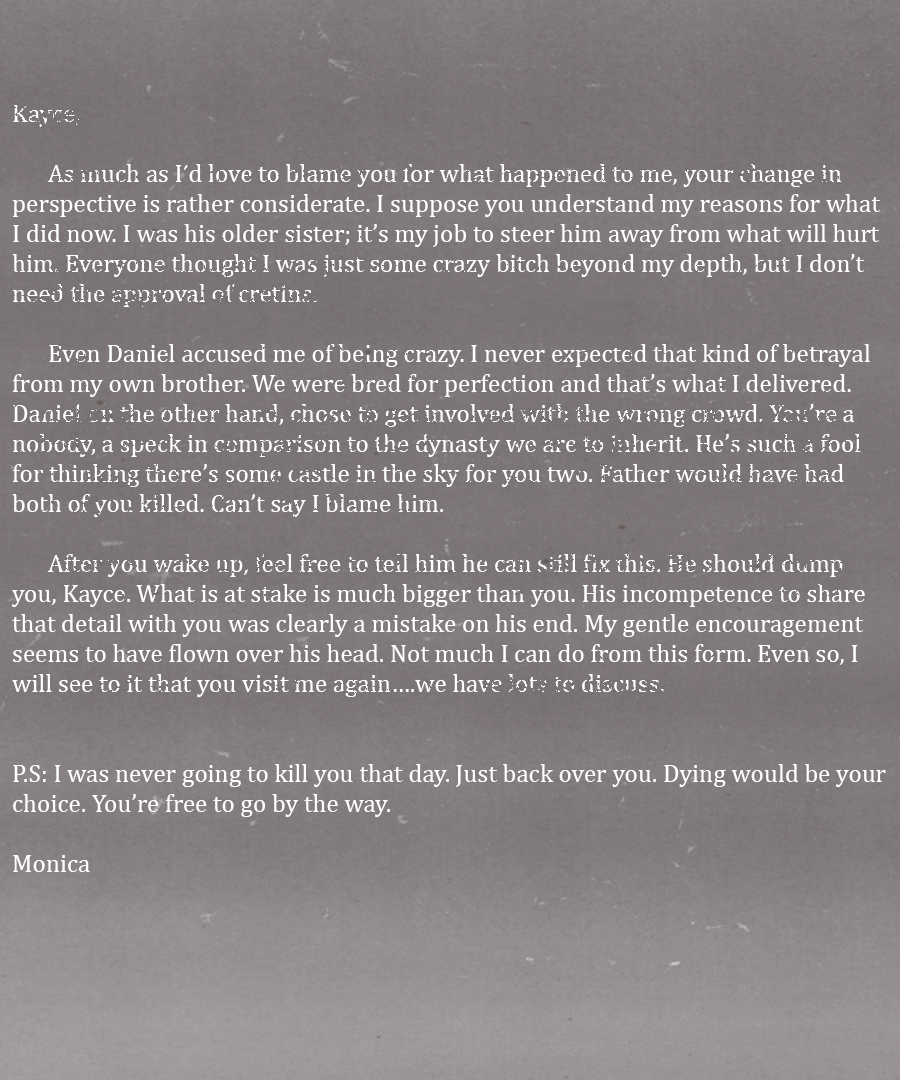 Kayce,
As much as I'd love to blame you for what happened to me, your change in
perspective is rather considerate. I suppose you understand my reasons for what
I did now. I was his older sister; it's my job to steer him away from what will hurt
him. Everyone thought I was just some crazy bitch beyond my depth, but I don't
need the approval of cretins.
Even Daniel accused me of being crazy. I never expected that kind of betrayal
from my own brother. We were bred for perfection and that's what I delivered.
Daniel on the other hand, chose to get involved with the wrong crowd. You're a
nobody, a speck in comparison to the dynasty we are to inherit. He's such a fool
for thinking there's some castle in the sky for you two. Father would have had
both of you killed. Can't say I blame him.
After you wake up, feel free to tell him he can still fix this. He should dump
you, Kayce. What is at stake is much bigger than you. His incompetence to share
that detail with you was clearly a mistake on his end. My gentle encouragement
seems to have flown over his head. Not much I can do from this form. Even so, I
will see to it that you visit me again....we have lots to discuss.
P.S: I was never going to kill you that day. Just back over you. Dying would be your
choice. You're free to go by the way.
Monica